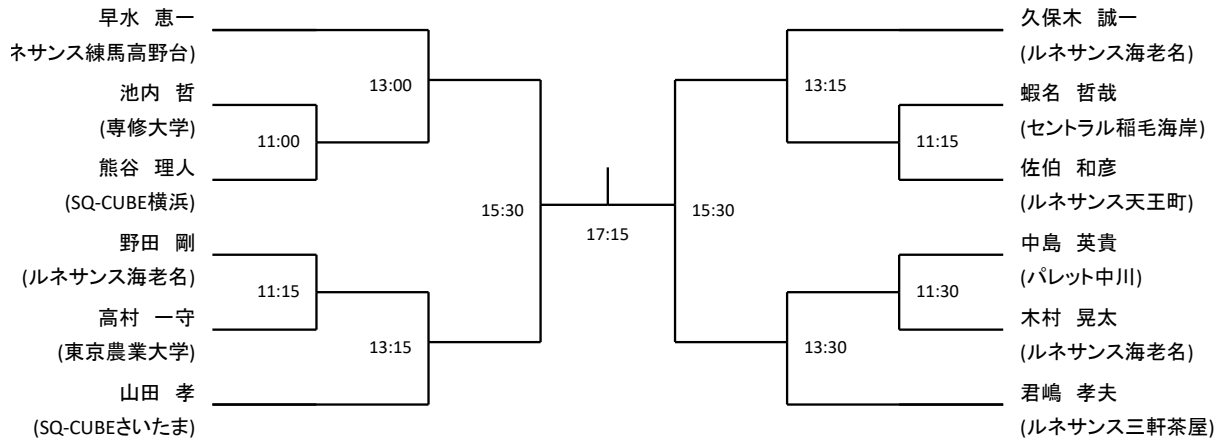 早水 恵一
ネサンス練馬高野台)
13:00
池内 哲
(専修大学)
11:00
熊谷 理人
(SQ-CUBE横浜)
15:30
野田 剛
(ルネサンス海老名)
11:15
高村 一守
(東京農業大学)
13:15
山田 孝
(SQ-CUBEさいたま)
17:15
久保木 誠一
(ルネサンス海老名)
13:15
蝦名 哲哉
(セントラル稲毛海岸)
11:15
佐伯 和彦
(ルネサンス天王町)
15:30
中島 英貴
(パレット中川)
11:30
木村 晃太
(ルネサンス海老名)
13:30
君嶋 孝夫
(ルネサンス三軒茶屋)